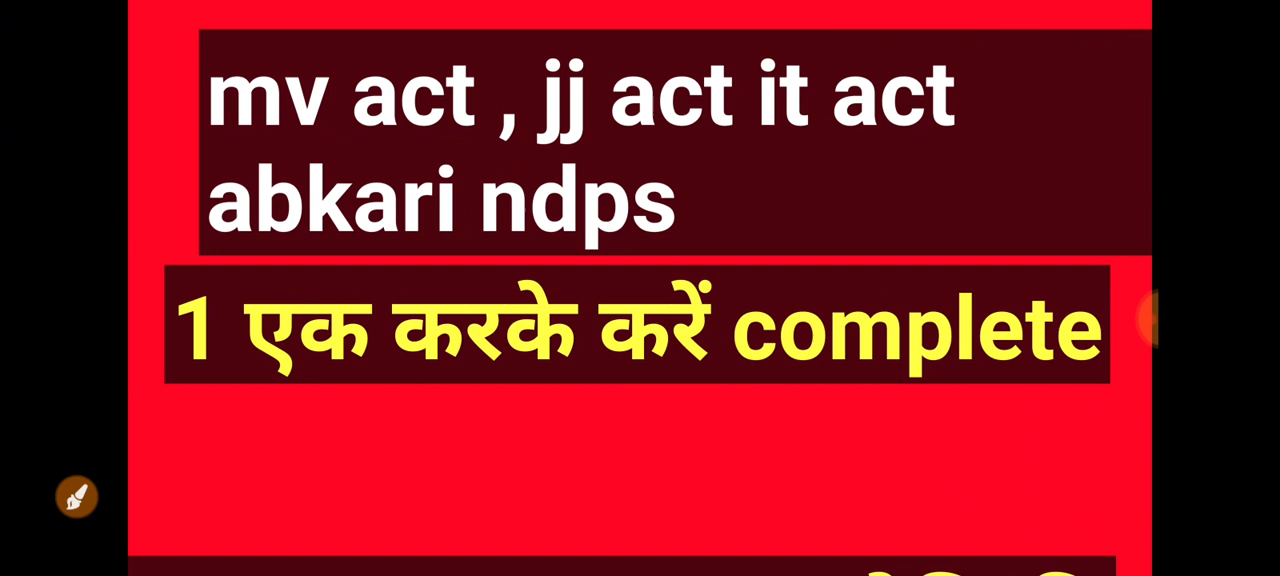 mv act , jj act it act
abkari ndps
1 एक करके करें complete